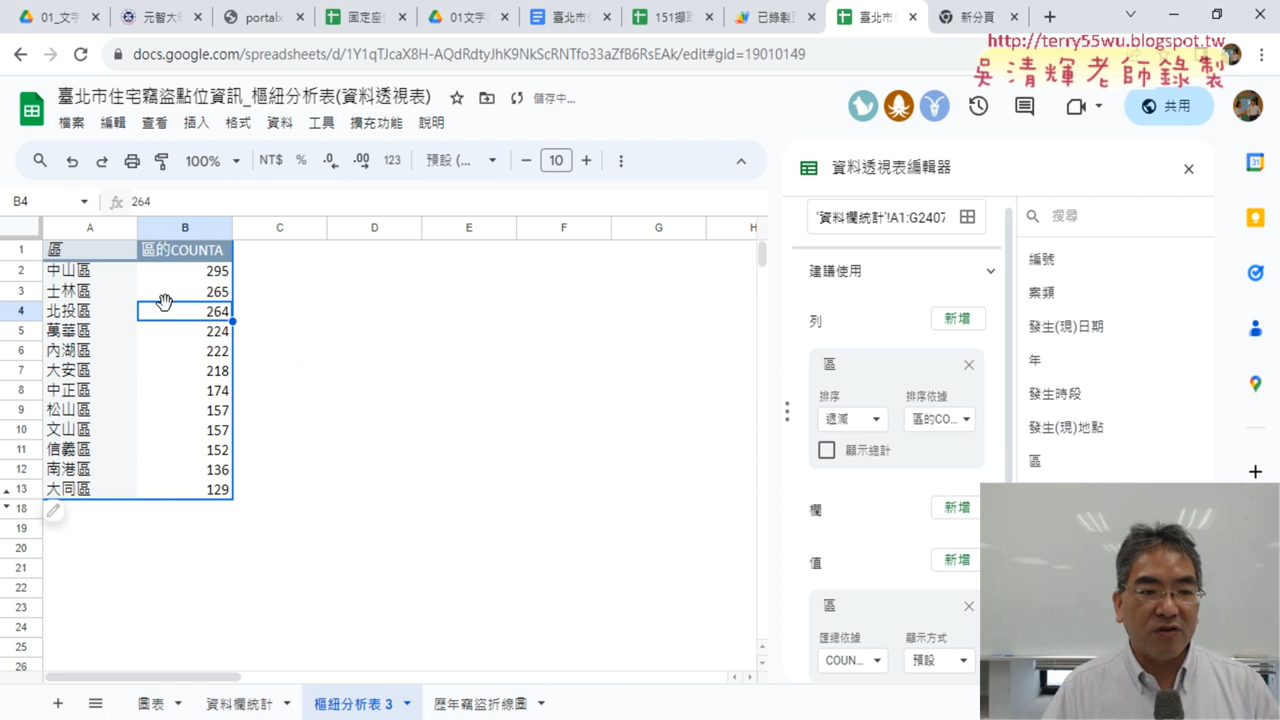 01_文字
元智大
portalx
固定座
01文字
臺北市
151擷
已錄製
臺北市
新分頁
docs.google.com/spreadsheets/d/1Y1qTJcaX8H-AQd8dtvJhK9NkScRNTfo33aZfB6RsEAk/edit#gid=19010149
http://terry55wu.blogspot.tw
吳清輝老師錄製
臺北市住宅竊盜點位資訊_樞紐分析表(資料透視表)
儲存中...
檔案 編輯 查看 插入 格式 資料 工具 擴充功能 說明
共用
100% NT$ % .0 .00 123 預設 (... 10
B4 fx 264
A B C D E F G H
1 區 區的COUNTA
2 中山區 295
3 士林區 265
4 北投區 264
5 萬華區 224
6 內湖區 222
7 大安區 218
8 中正區 174
9 松山區 157
10 文山區 157
11 信義區 152
12 南港區 136
13 大同區 129
18
19
20
21
22
23
24
25
26
資料透視表編輯器
'資料欄統計'!A1:G2407
建議使用
列 新增
區
排序 排序依據
遞減 區的CO...
顯示總計
欄 新增
值 新增
區
匯總依據 顯示方式
COUN... 預設
搜尋
編號
案類
發生(現)日期
年
發生時段
發生(現)地點
區
31
圖表 資料欄統計 樞紐分析表 3 歷年竊盜折線圖